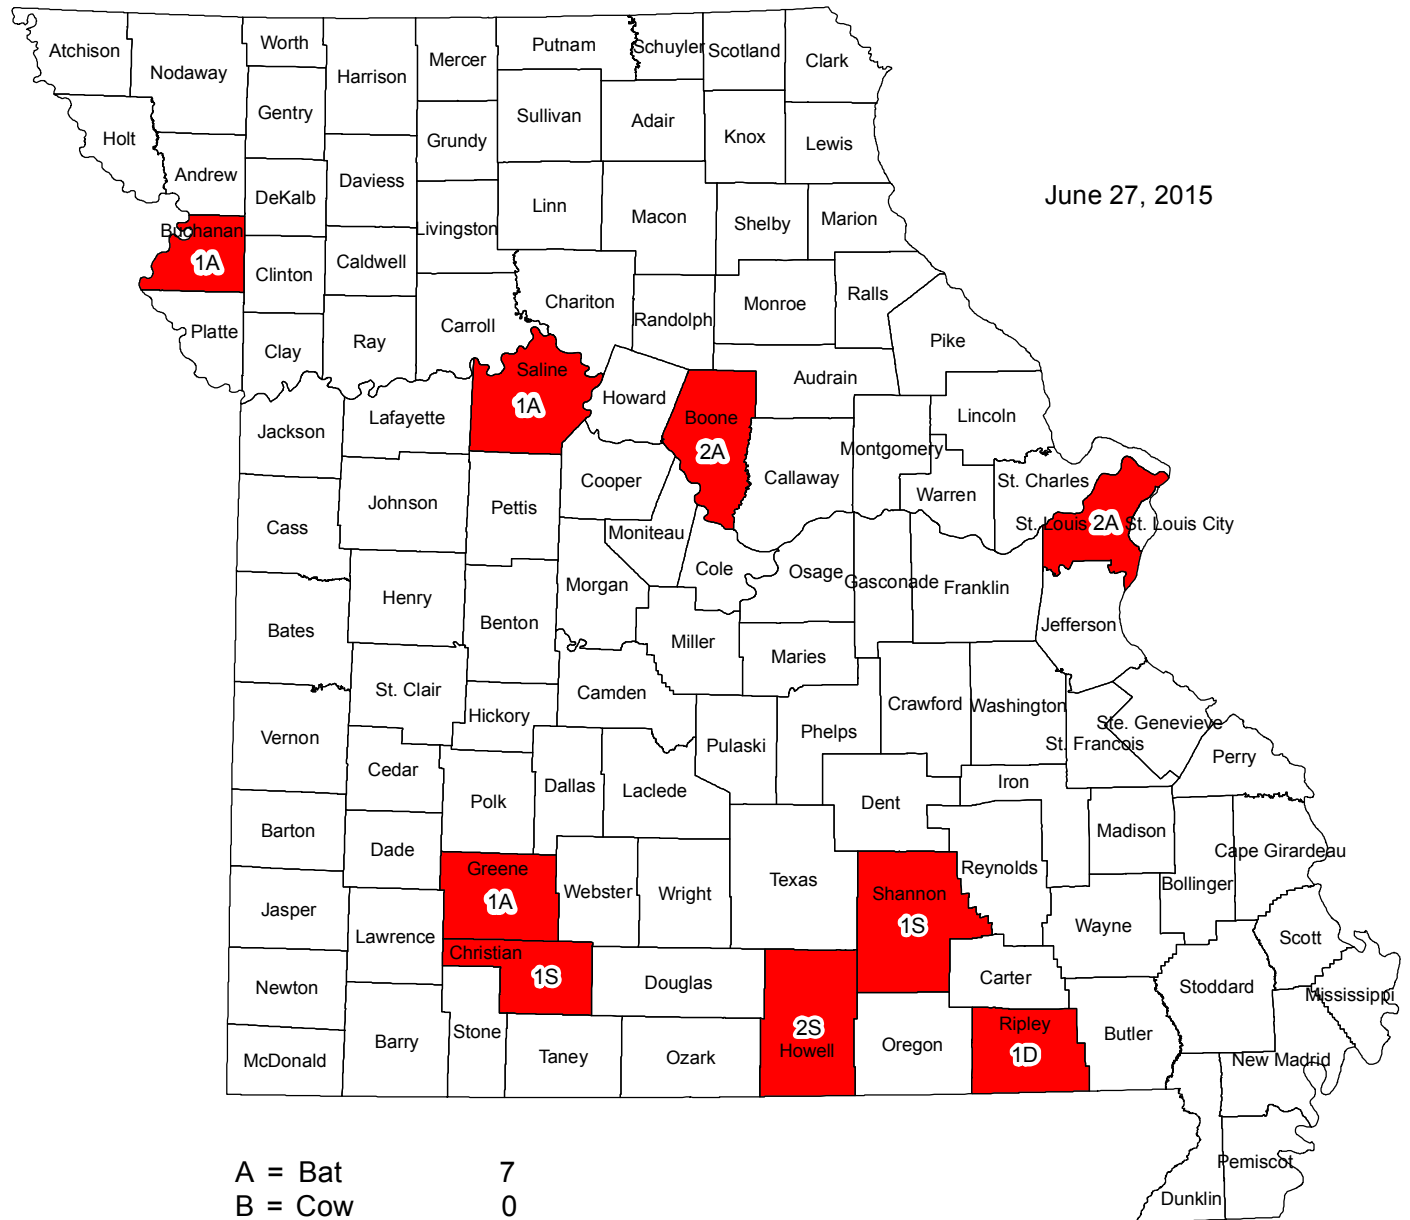 Atchison
Nodaway
Worth
Harrison
Mercer
Putnam
Schuyler
Scotland
Clark
Holt
Gentry
Grundy
Sullivan
Adair
Knox
Lewis
Andrew
DeKalb
Daviess
Livingston
Linn
Macon
Shelby
Marion
June 27, 2015
Buchanan
1A
Clinton
Caldwell
Chariton
Randolph
Monroe
Ralls
Platte
Clay
Ray
Carroll
Saline
1A
Howard
Boone
2A
Audrain
Pike
Jackson
Lafayette
Lincoln
Montgomery
Cooper
Callaway
Warren
St. Charles
Johnson
Pettis
Cass
Moniteau
St. Louis
2A
St. Louis City
Cole
Osage
Gasconade
Franklin
Henry
Morgan
Benton
Bates
Miller
Maries
Jefferson
St. Clair
Camden
Crawford
Washington
Hickory
Vernon
Pulaski
Phelps
Ste. Genevieve
St. Francois
Perry
Cedar
Polk
Dallas
Laclede
Dent
Iron
Barton
Dade
Madison
Cape Girardeau
Greene
1A
Webster
Wright
Texas
Shannon
1S
Reynolds
Bollinger
Jasper
Lawrence
Wayne
Scott
Christian
1S
Newton
Douglas
Carter
Stoddard
Mississippi
Barry
Stone
2S
Howell
Oregon
Ripley
1D
Butler
McDonald
Taney
Ozark
New Madrid
Pemiscot
Dunklin
A = Bat 7
B = Cow 0